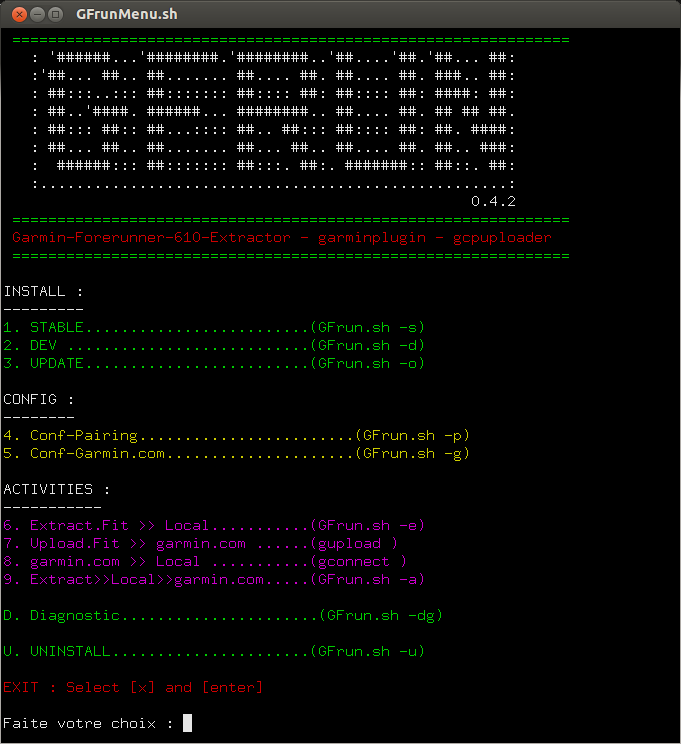 GFrunMenu.sh
==============================================================
: '######...'########.'########..'##....'##.'##... ##:
:'##... ##.. ##....... ##.... ##. ##.... ##. ###.. ##:
: ##:::..::: ##::::::: ##:::: ##: ##:::: ##: ####: ##:
: ##..'####. ######... ########.. ##.... ##. ## ## ##.
: ##::: ##:: ##...:::: ##.. ##::: ##:::: ##: ##. ####:
: ##... ##.. ##::::::: ##... ##.. ##.... ##. ##.. ###:
:  ######::: ##::::::: ##:::. ##:. #######:: ##::. ##:
:....................................................:
0.4.2
==============================================================
Garmin-Forerunner-610-Extractor - garminplugin - gcpuploader
==============================================================
INSTALL :
---------
1. STABLE.........................(GFrun.sh -s)
2. DEV ...........................(GFrun.sh -d)
3. UPDATE.........................(GFrun.sh -o)
CONFIG :
--------
4. Conf-Pairing........................(GFrun.sh -p)
5. Conf-Garmin.com.....................(GFrun.sh -g)
ACTIVITIES :
-----------
6. Extract.Fit >> Local...........(GFrun.sh -e)
7. Upload.Fit >> garmin.com ......(gupload )
8. garmin.com >> Local ...........(gconnect )
9. Extract>>Local>>garmin.com.....(GFrun.sh -a)
D. Diagnostic......................(GFrun.sh -dg)
U. UNINSTALL......................(GFrun.sh -u)
EXIT : Select [x] and [enter]
Faite votre choix :